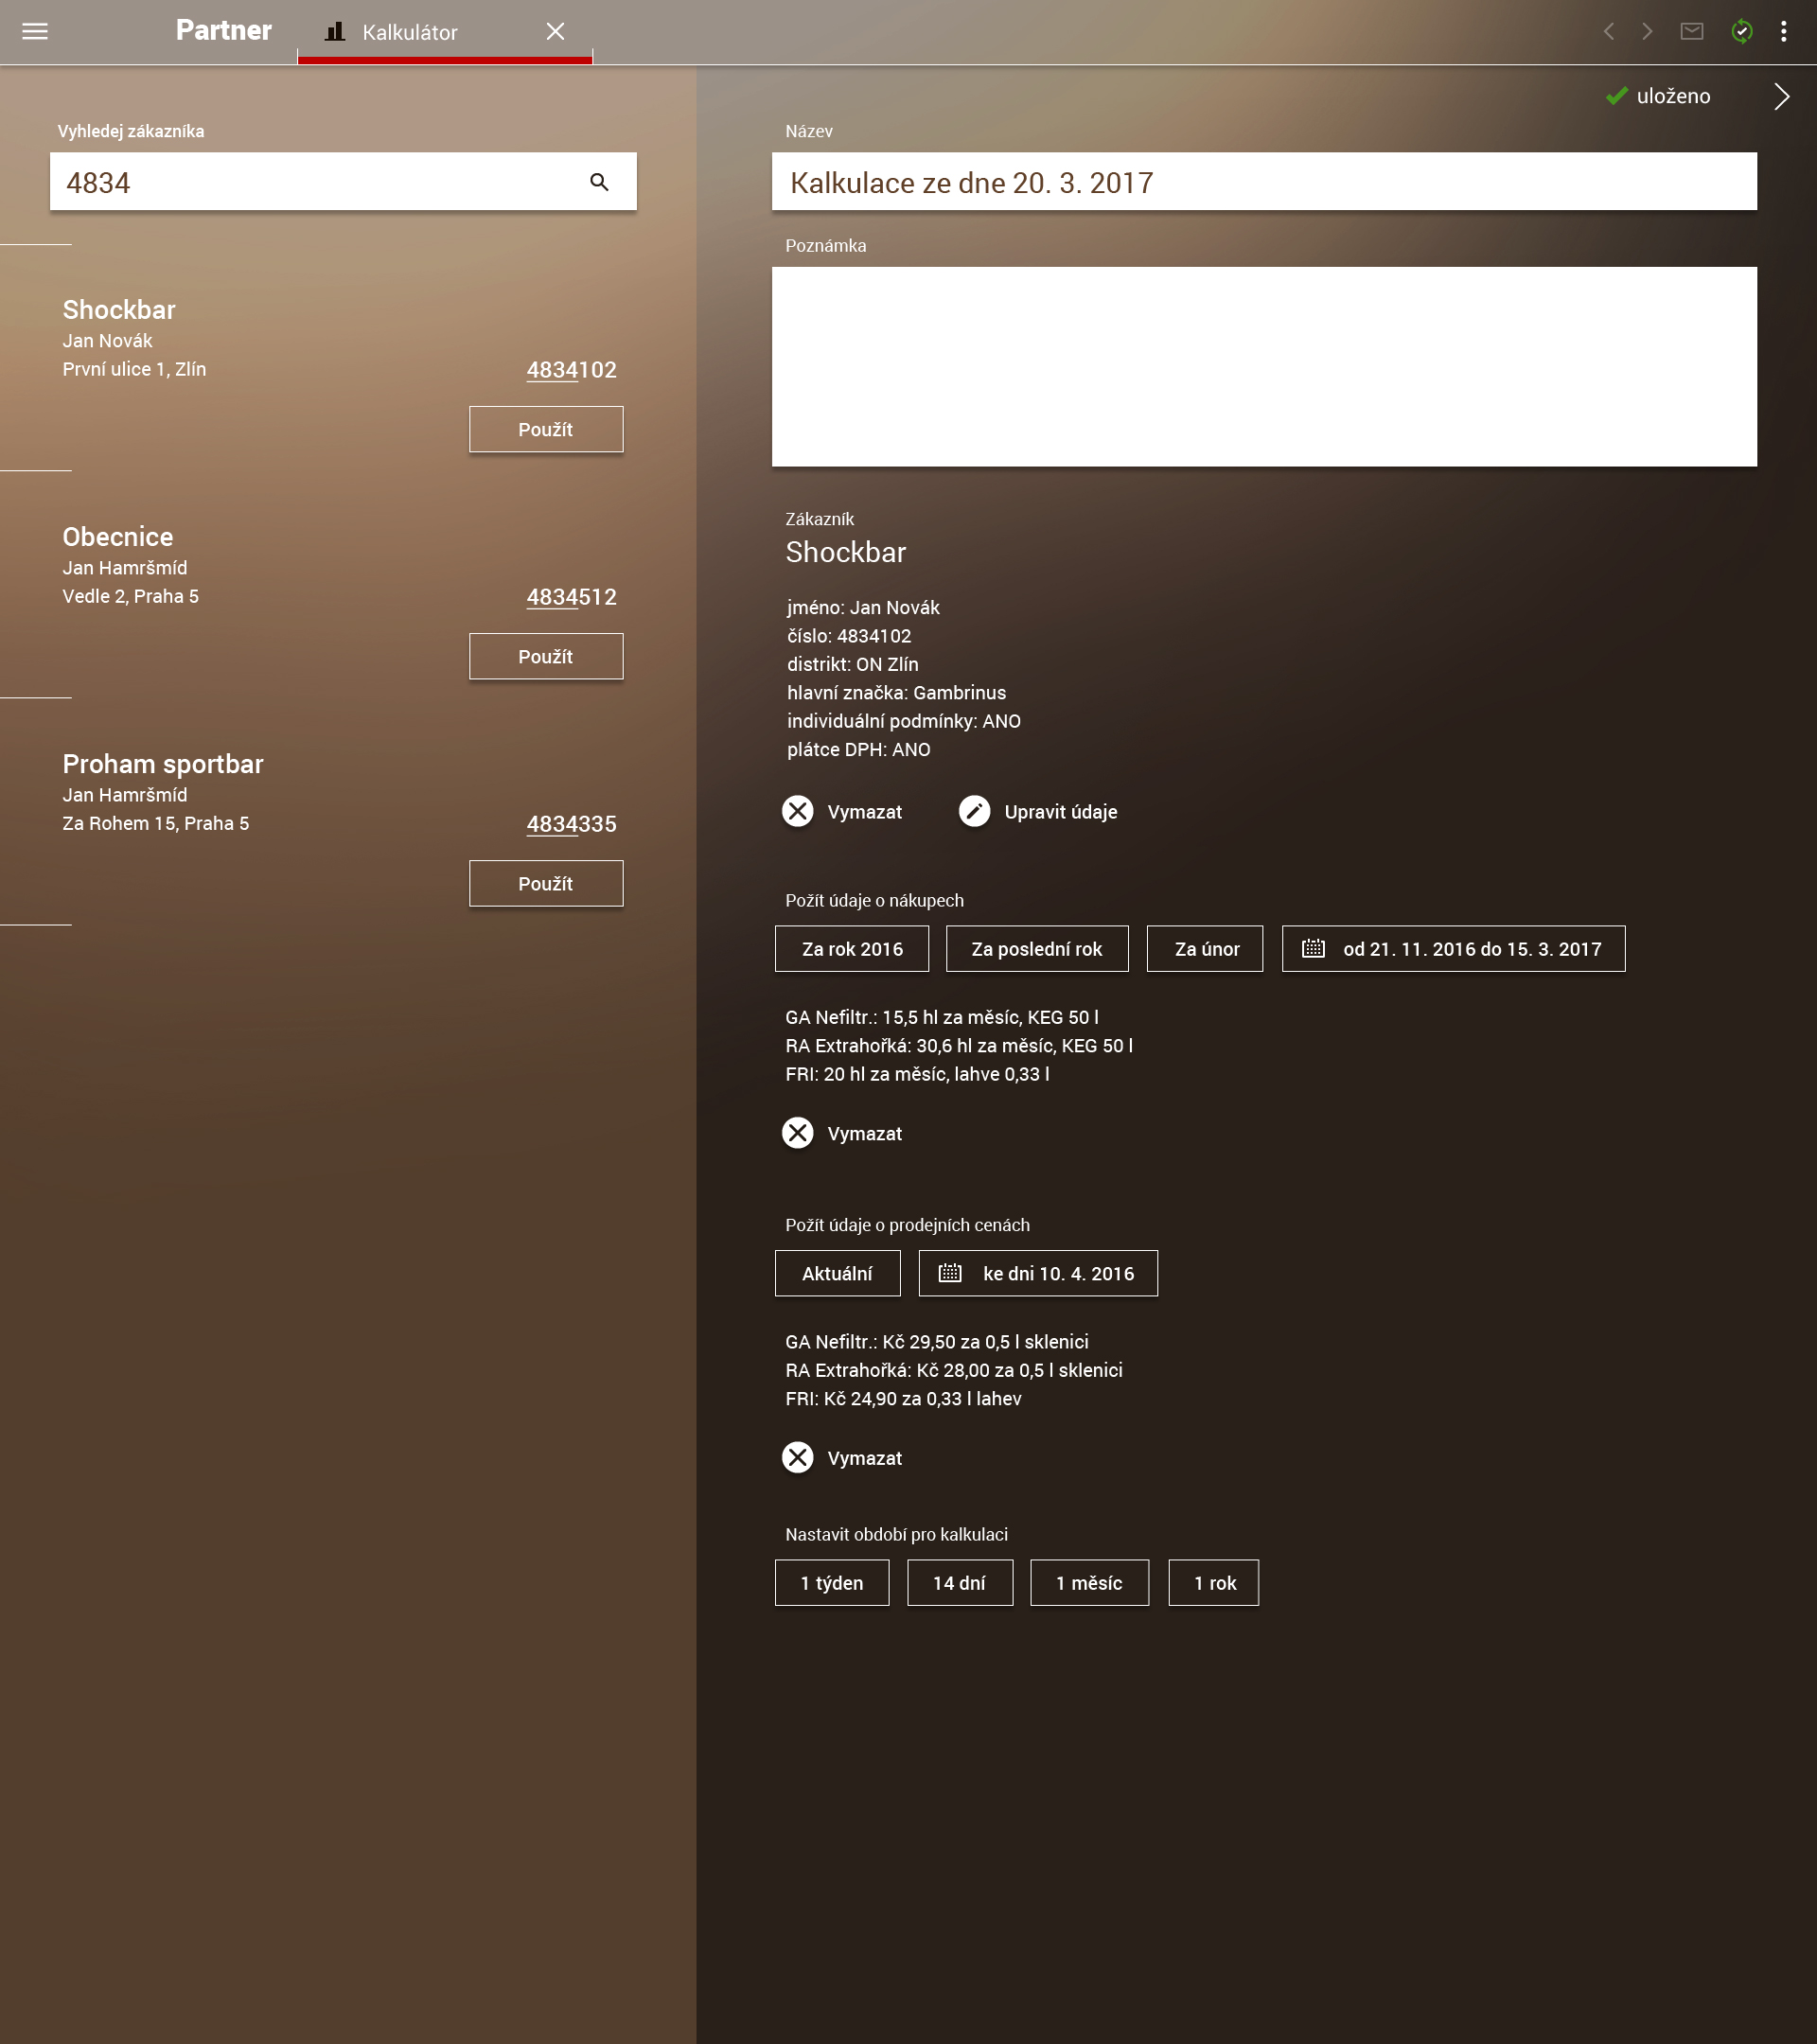 Partner
Kalkulátor
uloženo
Vyhledej zákazníka
4834
Shockbar
Jan Novák
První ulice 1, Zlín
4834102
Použít
Obecnice
Jan Hamršmíd
Vedle 2, Praha 5
4834512
Použít
Proham sportbar
Jan Hamršmíd
Za Rohem 15, Praha 5
4834335
Použít
Název
Kalkulace ze dne 20. 3. 2017
Poznámka
Zákazník
Shockbar
jméno: Jan Novák
číslo: 4834102
distrikt: ON Zlín
hlavní značka: Gambrinus
individuální podmínky: ANO
plátce DPH: ANO
Vymazat
Upravit údaje
Požít údaje o nákupech
Za rok 2016
Za poslední rok
Za únor
od 21. 11. 2016 do 15. 3. 2017
GA Nefiltr.: 15,5 hl za měsíc, KEG 50 l
RA Extrahořká: 30,6 hl za měsíc, KEG 50 l
FRI: 20 hl za měsíc, lahve 0,33 l
Vymazat
Požít údaje o prodejních cenách
Aktuální
ke dni 10. 4. 2016
GA Nefiltr.: Kč 29,50 za 0,5 l sklenici
RA Extrahořká: Kč 28,00 za 0,5 l sklenici
FRI: Kč 24,90 za 0,33 l lahev
Vymazat
Nastavit období pro kalkulaci
1 týden
14 dní
1 měsíc
1 rok